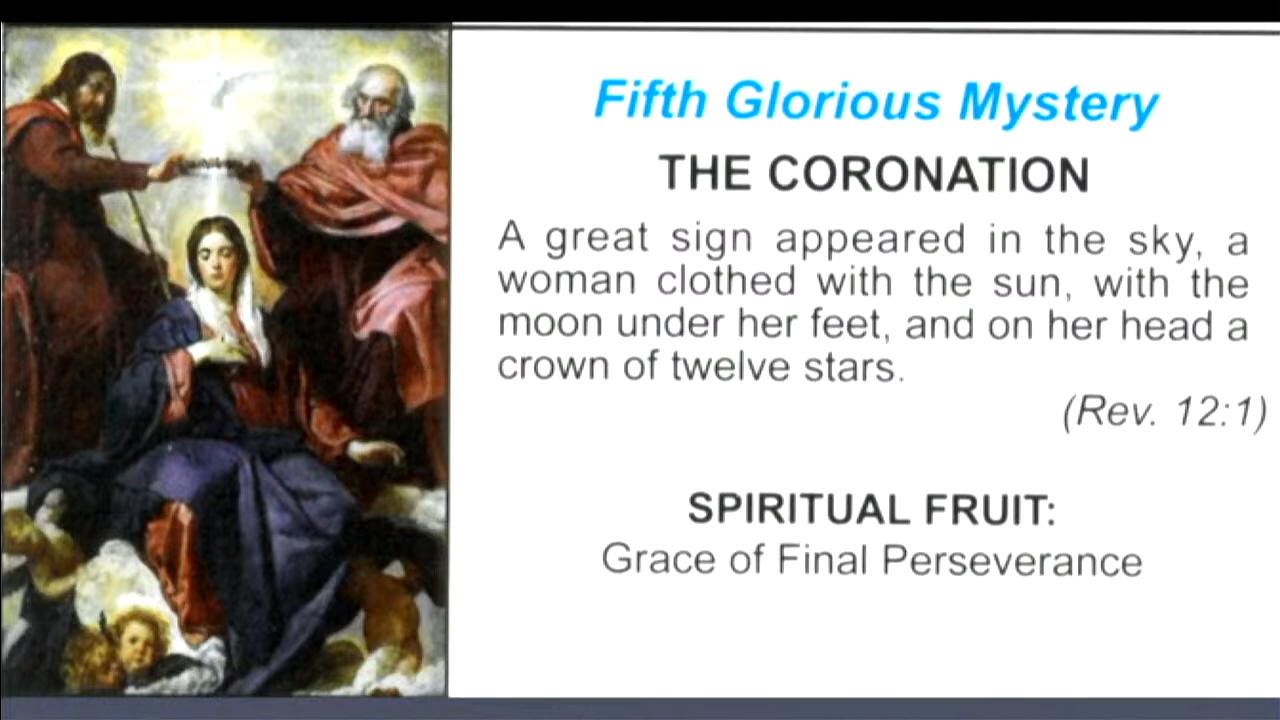 Fifth Glorious Mystery
THE CORONATION
A great sign appeared in the sky, a
woman clothed with the sun, with the
moon under her feet, and on her head a
crown of twelve stars.
(Rev. 12:1)
SPIRITUAL FRUIT:
Grace of Final Perseverance